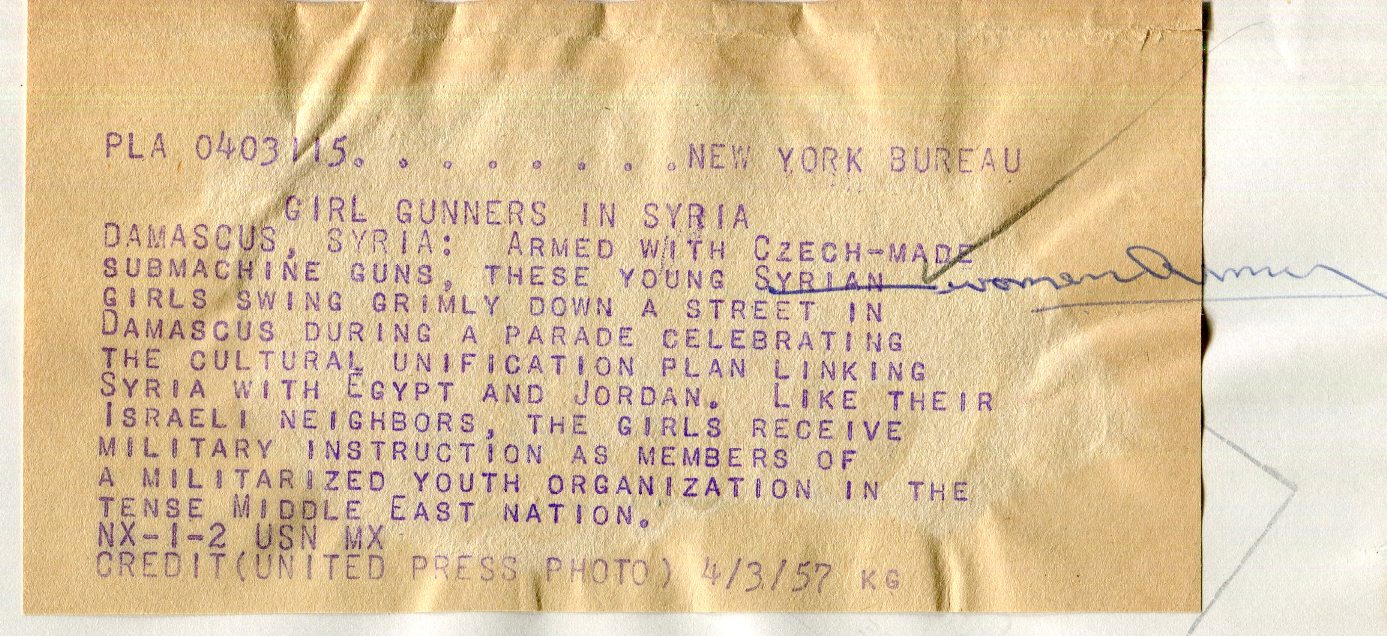 PLA 0403115. . . . . . . . .NEW YORK BUREAU
GIRL GUNNERS IN SYRIA
DAMASCUS, SYRIA: ARMED WITH CZECH-MADE
SUBMACHINE GUNS, THESE YOUNG SYRIAN women
GIRLS SWING GRIMLY DOWN A STREET IN
DAMASCUS DURING A PARADE CELEBRATING
THE CULTURAL UNIFICATION PLAN LINKING
SYRIA WITH EGYPT AND JORDAN. LIKE THEIR
ISRAELI NEIGHBORS, THE GIRLS RECEIVE
MILITARY INSTRUCTION AS MEMBERS OF
A MILITARIZED YOUTH ORGANIZATION IN THE
TENSE MIDDLE EAST NATION.
NX-1-2 USN MX
CREDIT(UNITED PRESS PHOTO) 4/3/57 KG